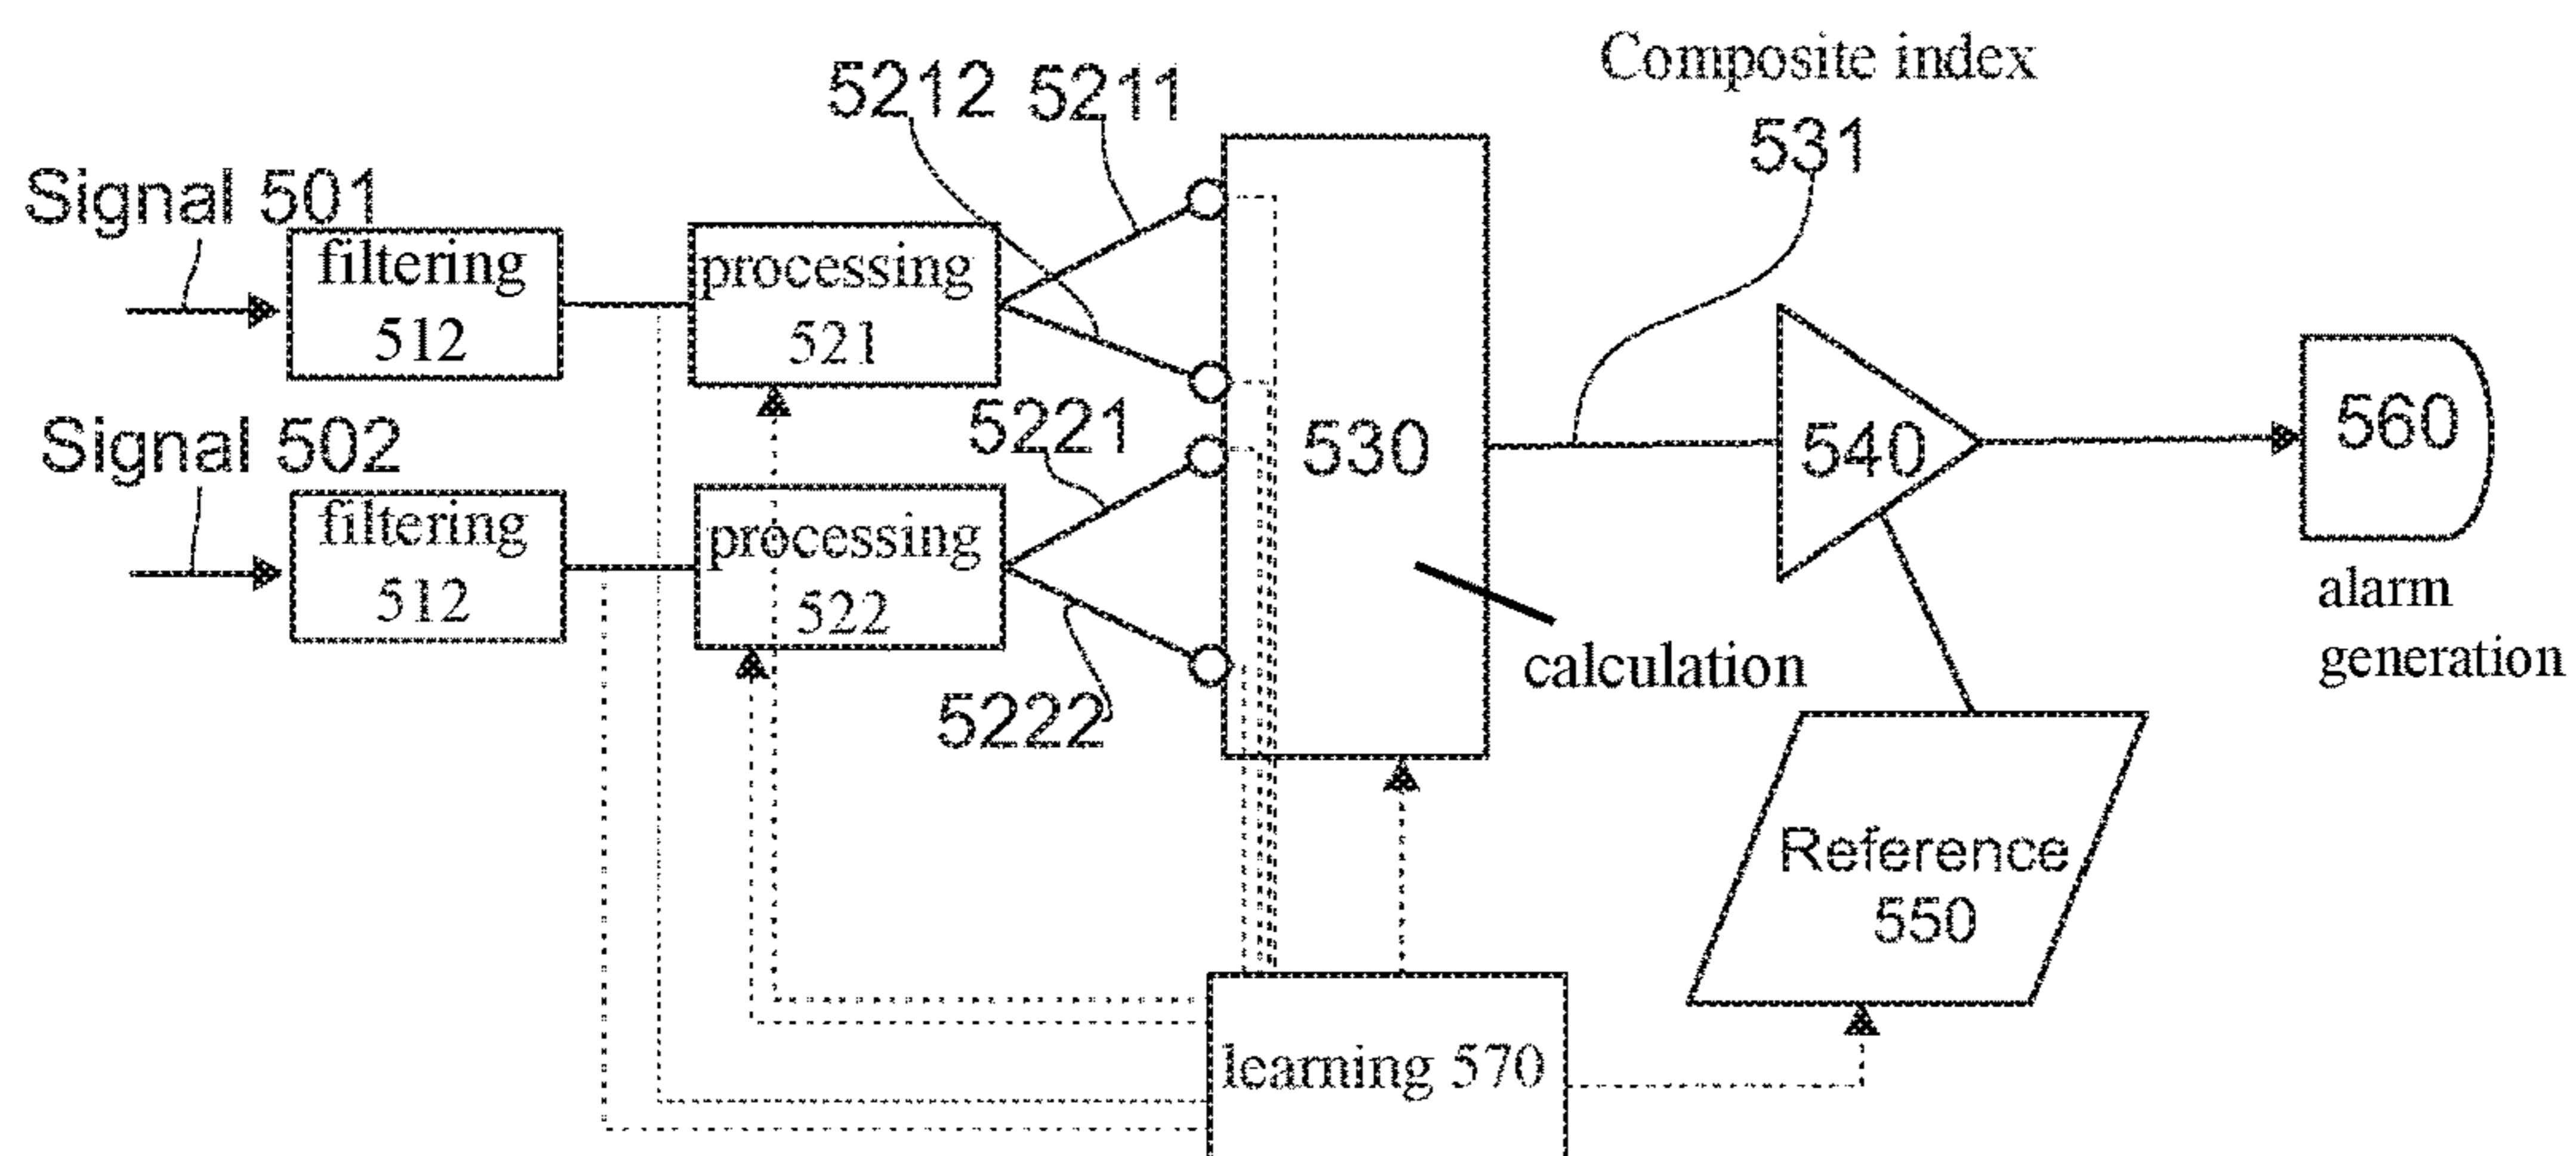 Composite index
531
5212 5211
Signal 501
filtering
512
processing
521
Signal 502
5221
530
540
560
filtering
512
processing
522
5222
calculation
alarm
generation
Reference
550
learning 570